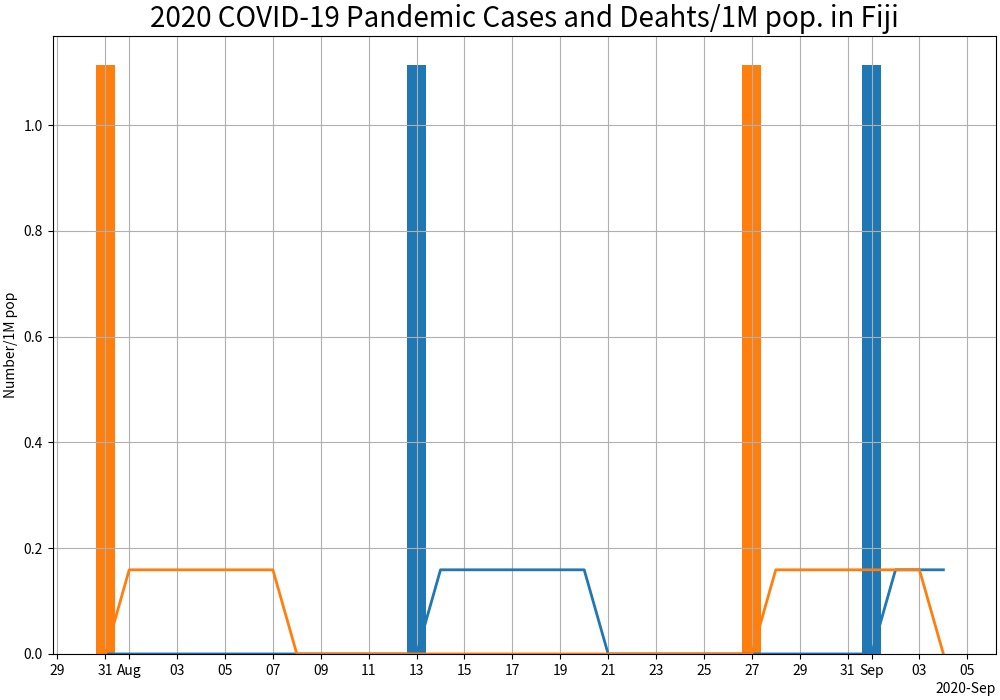 2020 COVID-19 Pandemic Cases and Deahts/1M pop. in Fiji
Number/1M pop
1.0
0.8
0.6
0.4
0.2
0.0
29 31 Aug 03 05 07 09 11 13 15 17 19 21 23 25 27 29 31 Sep 03 05
2020-Sep